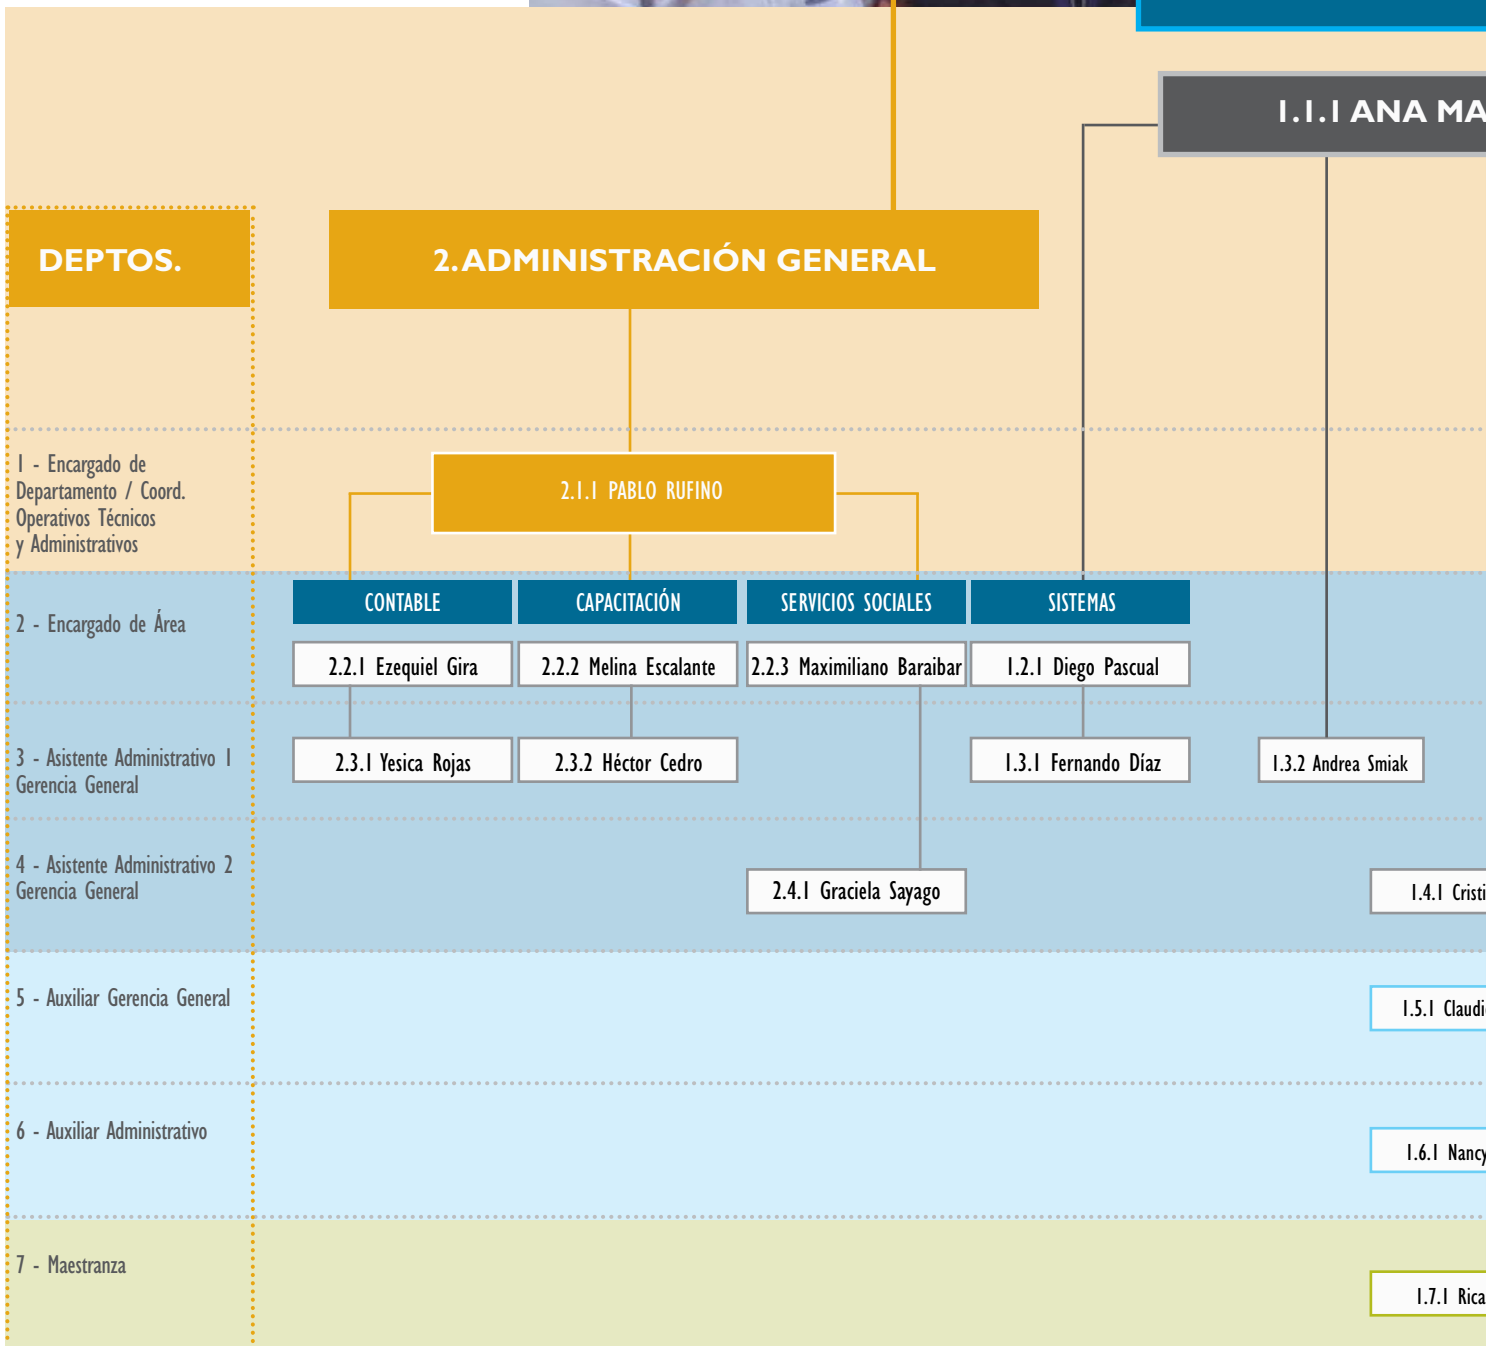 1.1.1 ANA
DEPTOS.
2. ADMINISTRACIÓN GENERAL
1 - Encargado de
Departamento / Coord.
Operativos Técnicos
y Administrativos
2.1.1 PABLO RUFINO
2 - Encargado de Área
CONTABLE
CAPACITACIÓN
SERVICIOS SOCIALES
SISTEMAS
2.2.1 Ezequiel Gira
2.2.2 Melina Escalante
2.2.3 Maximiliano Baraibar
1.2.1 Diego Pascual
3 - Asistente Administrativo 1
Gerencia General
2.3.1 Yesica Rojas
2.3.2 Héctor Cedro
1.3.1 Fernando Díaz
1.3.2 Andrea Smiak
4 - Asistente Administrativo 2
Gerencia General
2.4.1 Graciela Sayago
1.4.1
5 - Auxiliar Gerencia General
1.5.1
6 - Auxiliar Administrativo
1.6.1 Nancy
7 - Maestranza
1.7.1